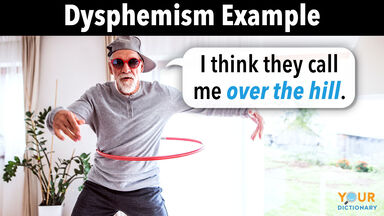 Dysphemism Example
I think they call
me over the hill.
YOUR
DICTIONARY